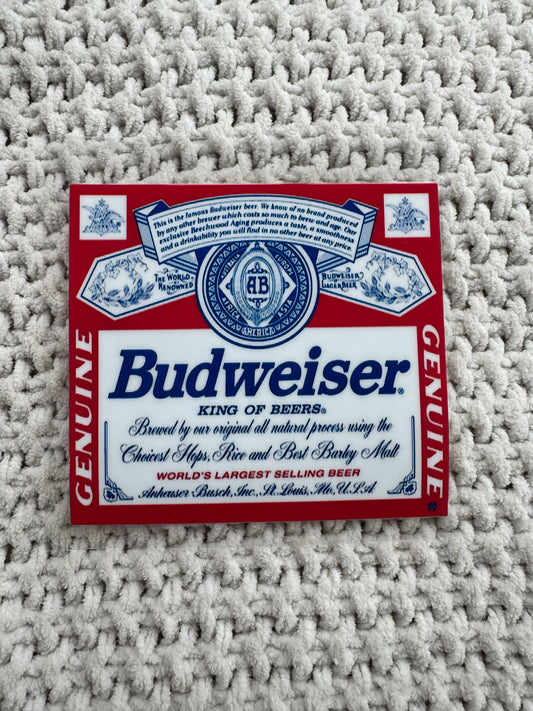 This is the famous Budweiser beer. We know of no brand produced
by any other brewer which costs so much to brew and age. Our
exclusive Beechwood Aging produces a taste, a smoothness
and a drinkability you will find in no other beer at any price.
THE WORLD
RENOWNED
BUDWEISER
LAGER BEER
AB
AFRICA
AMERICA
ASIA
GENUINE
GENUINE
Budweiser®
KING OF BEERS®
Brewed by our original all natural process using the
Choicest Hops, Rice and Best Barley Malt
WORLD'S LARGEST SELLING BEER
Anheuser-Busch, Inc., St. Louis, Mo., U.S.A.
®